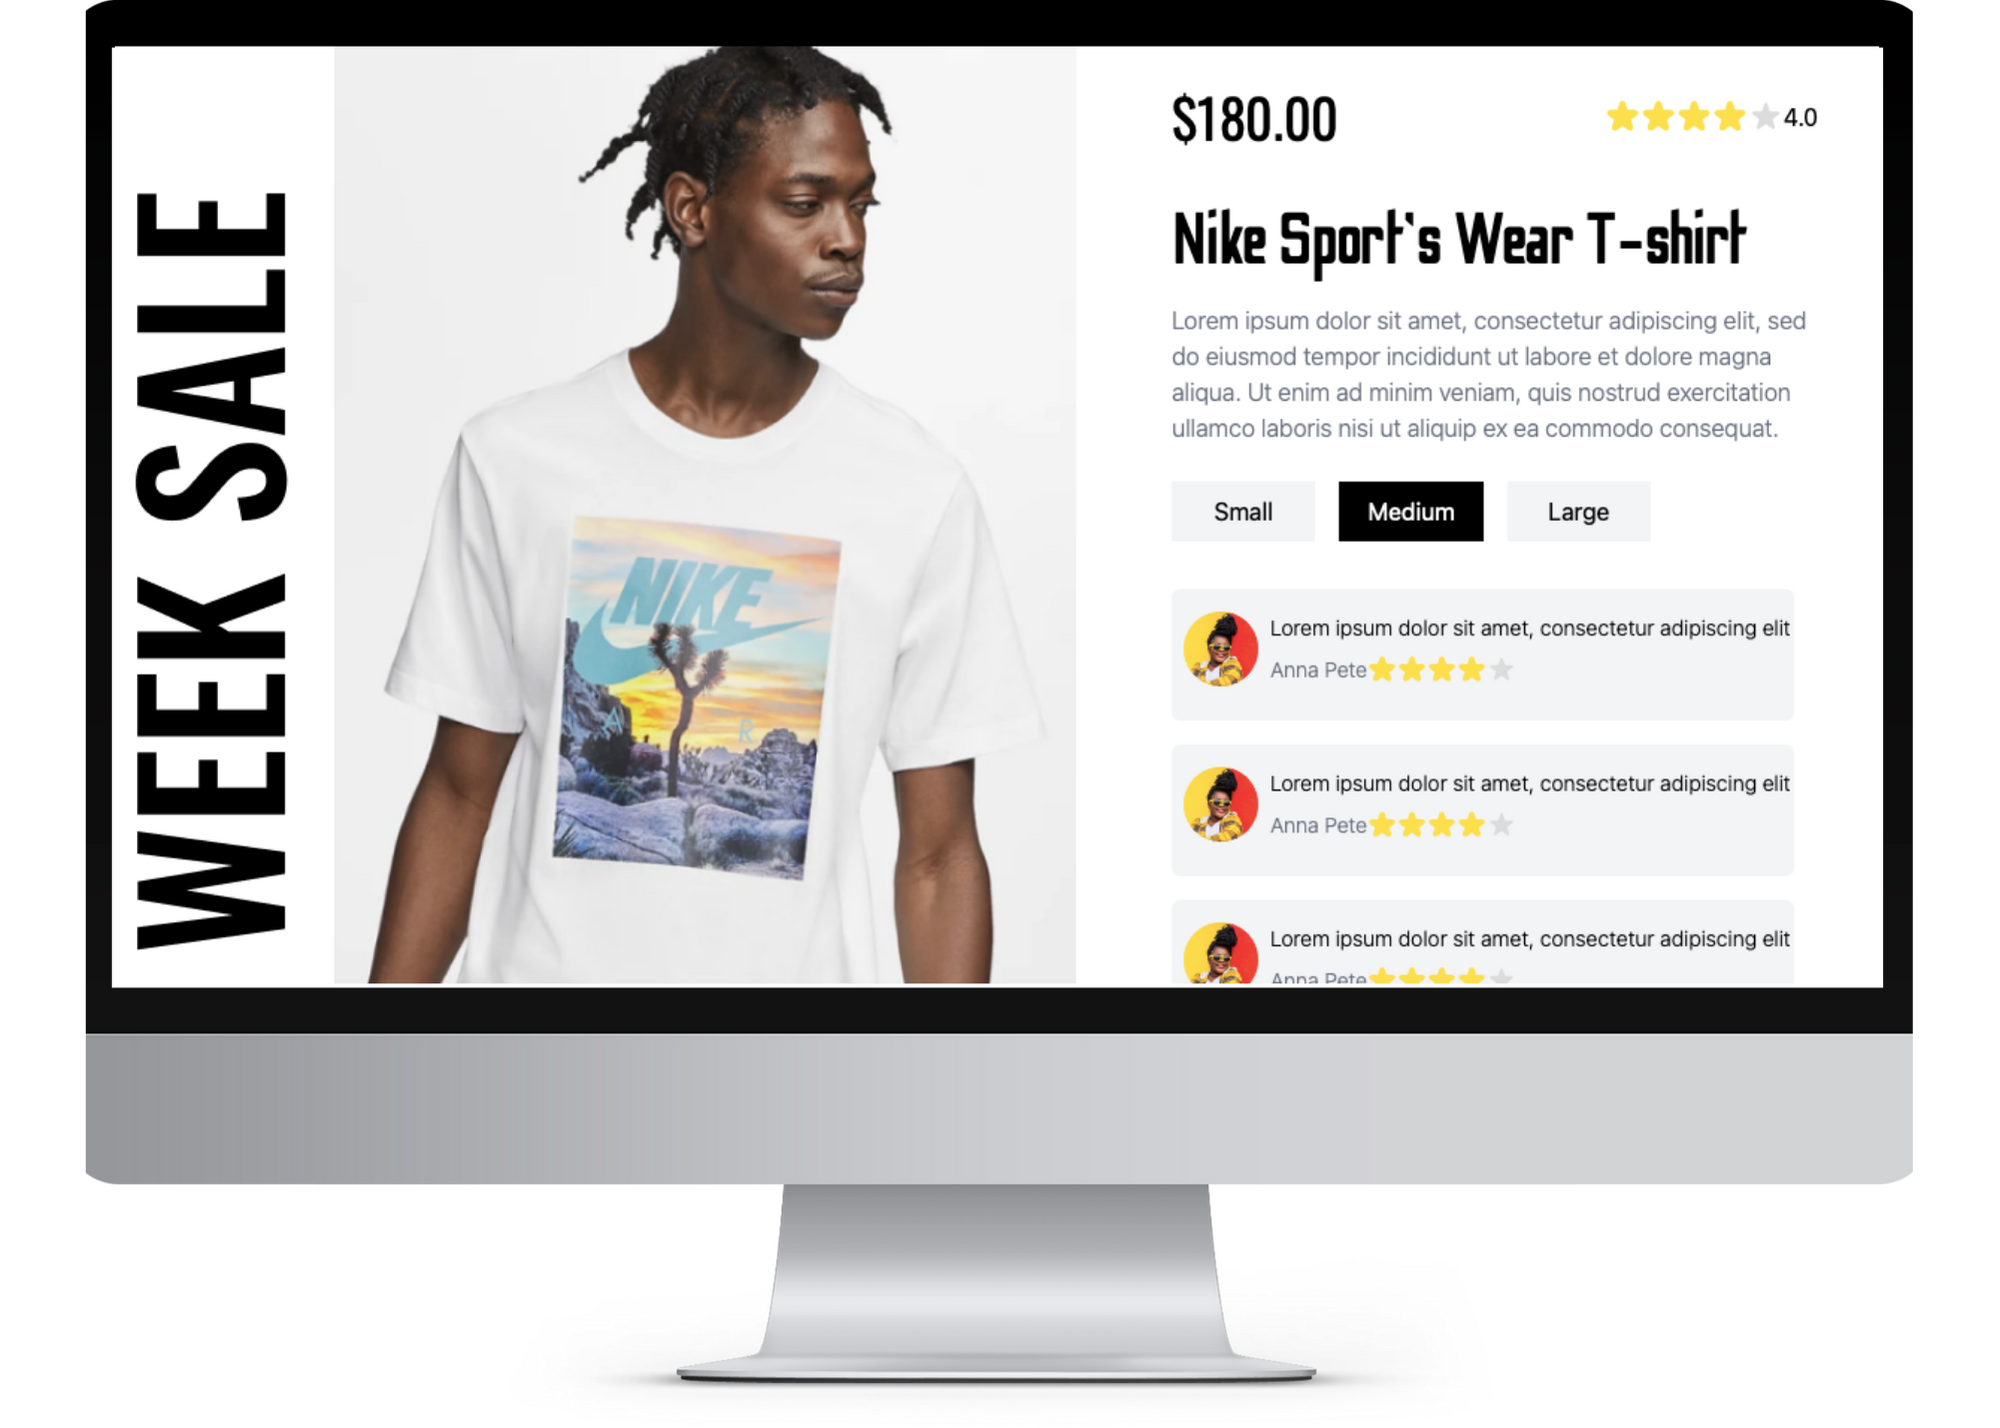 WEEK SALE
NIKE
A R
$180.00
4.0
Nike Sport's Wear T-shirt
Lorem ipsum dolor sit amet, consectetur adipiscing elit, sed
do eiusmod tempor incididunt ut labore et dolore magna
aliqua. Ut enim ad minim veniam, quis nostrud exercitation
ullamco laboris nisi ut aliquip ex ea commodo consequat.
Small Medium Large
Lorem ipsum dolor sit amet, consectetur adipiscing elit
Anna Pete
Lorem ipsum dolor sit amet, consectetur adipiscing elit
Anna Pete
Lorem ipsum dolor sit amet, consectetur adipiscing elit
Anna Pete